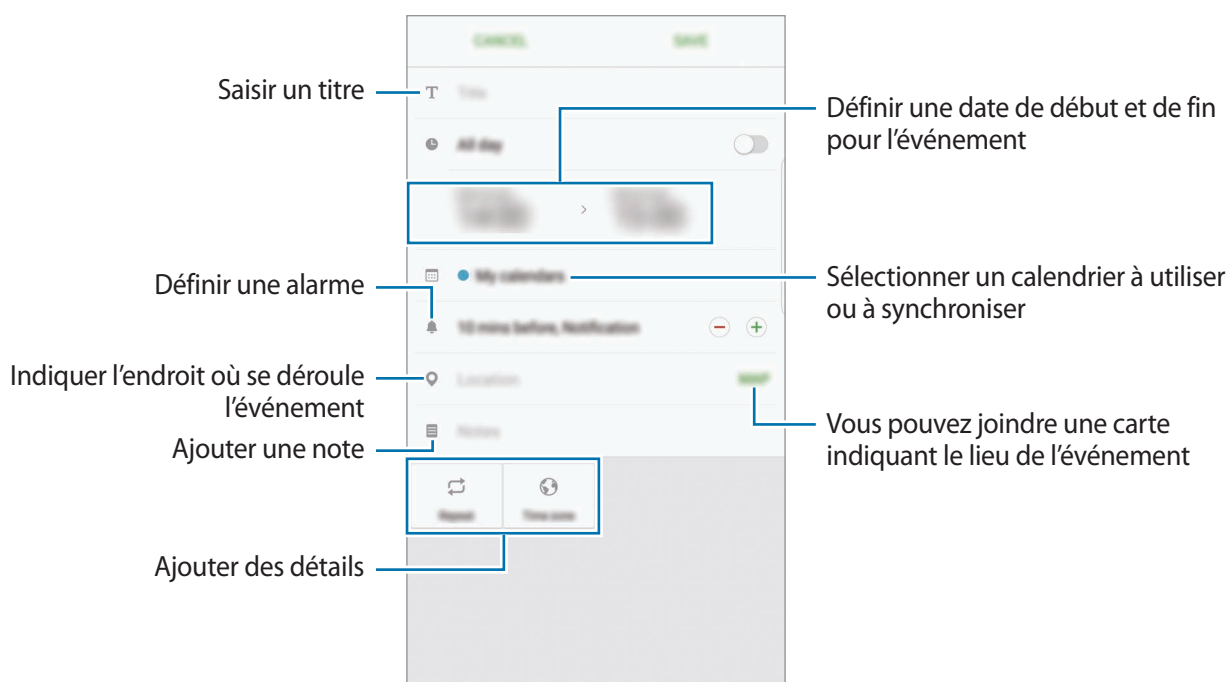 CANCEL
SAVE
Saisir un titre
T
Title
Définir une date de début et de fin
pour l'événement
All day
Définir une alarme
My calendars
Sélectionner un calendrier à utiliser
ou à synchroniser
10 mins before, Notification
Indiquer l'endroit où se déroule
l'événement
Location
MAP
Ajouter une note
Notes
Vous pouvez joindre une carte
indiquant le lieu de l'événement
Repeat
Time zone
Ajouter des détails